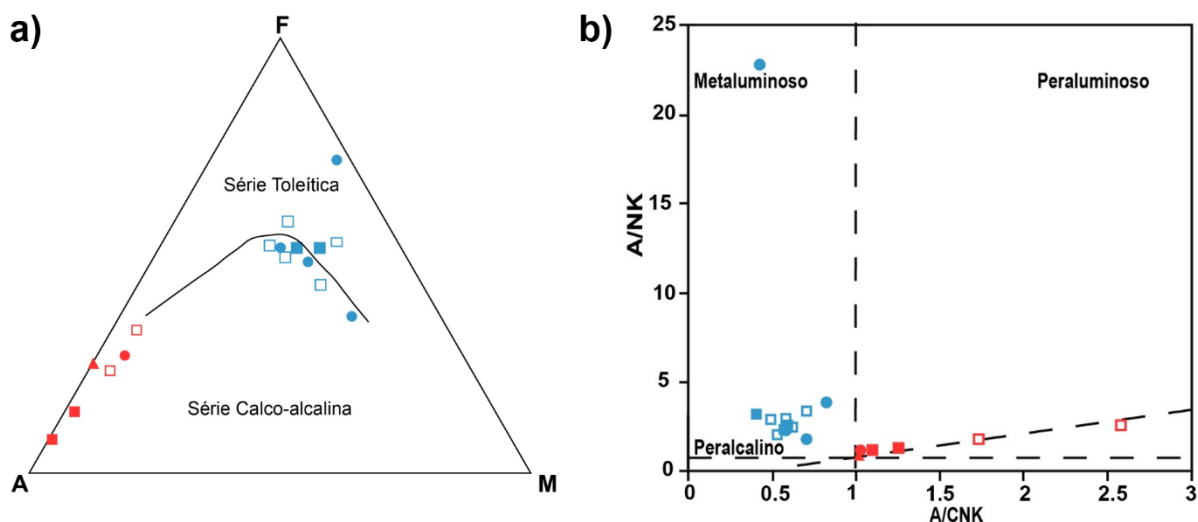 a)
F
Série Toleítica
Série Calco-alcalina
A
M
b)
25
20
15
10
5
0
A/NK
Metaluminoso
Peraluminoso
Peralcalino
0
0.5
1
1.5
2
2.5
3
A/CNK